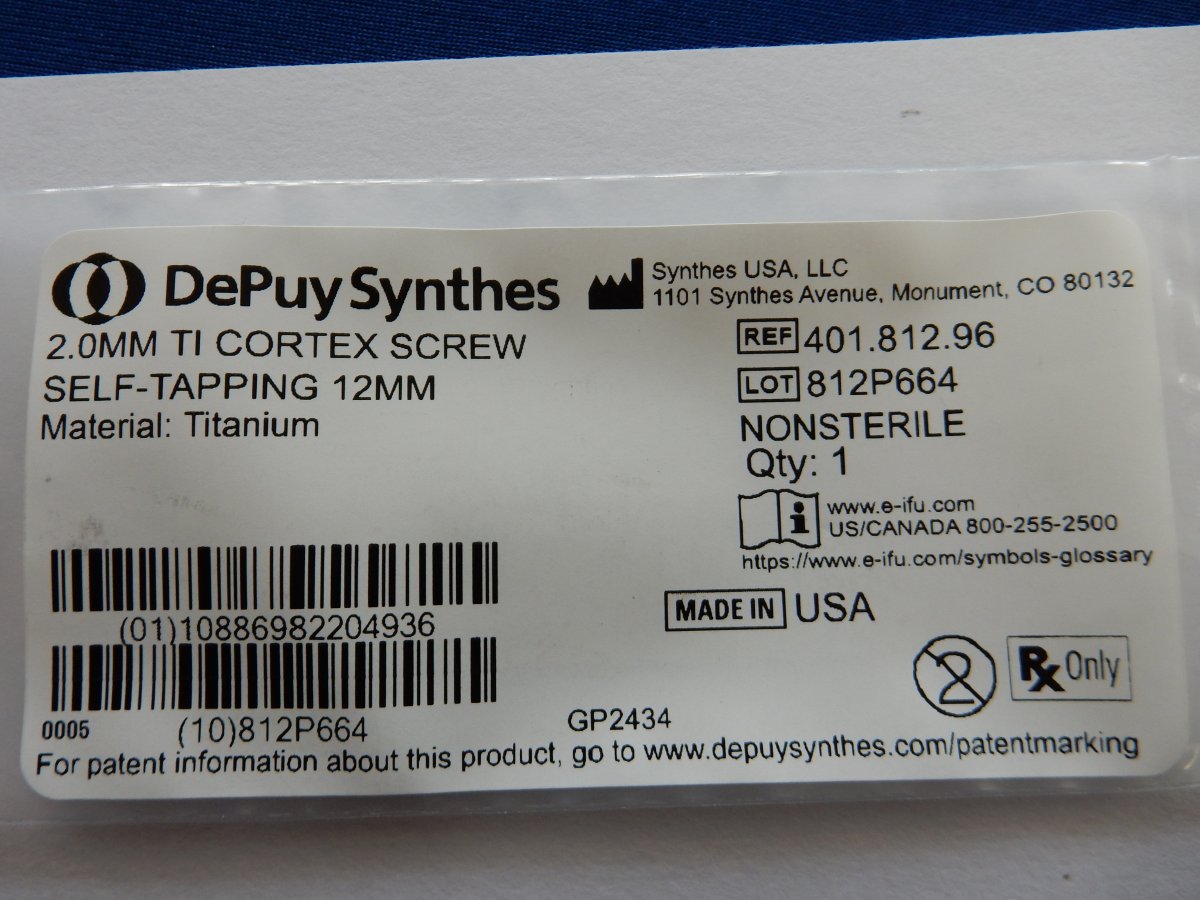 DePuy Synthes
Synthes USA, LLC
1101 Synthes Avenue, Monument, CO 80132
2.0MM TI CORTEX SCREW
SELF-TAPPING 12MM
Material: Titanium
REF 401.812.96
LOT 812P664
NONSTERILE
Qty: 1
i www.e-ifu.com
US/CANADA 800-255-2500
https://www.e-ifu.com/symbols-glossary
(01)10886982204936
MADE IN USA
2
Rx Only
0005 (10)812P664
GP2434
For patent information about this product, go to www.depuysynthes.com/patentmarking